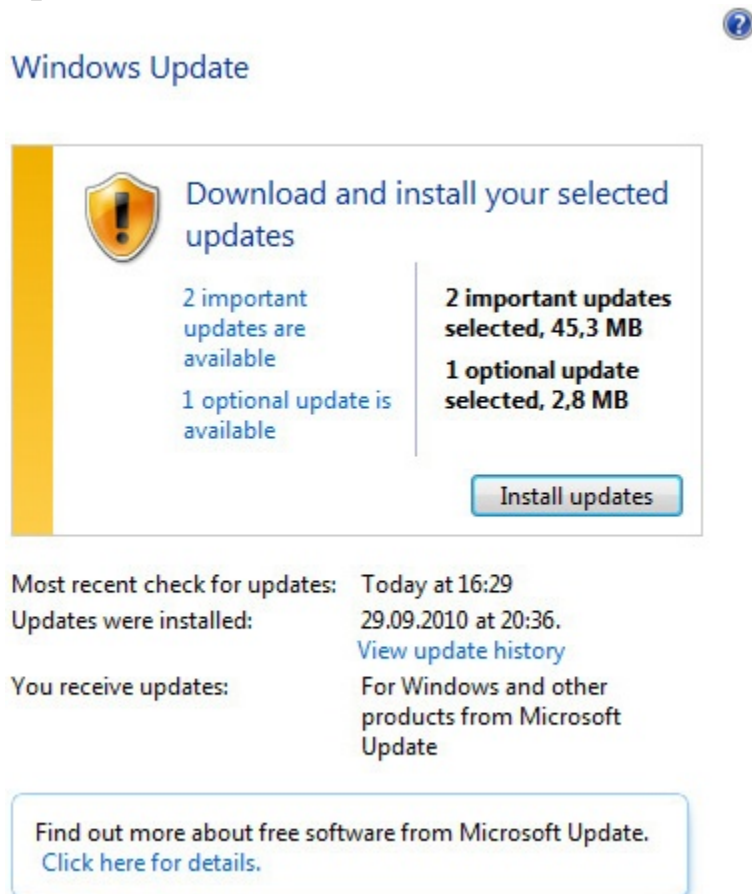 Windows Update
Download and install your selected
updates
2 important
updates are
available
1 optional update is
available
2 important updates
selected, 45,3 MB
1 optional update
selected, 2,8 MB
Install updates
Most recent check for updates: Today at 16:29
Updates were installed: 29.09.2010 at 20:36.
View update history
You receive updates: For Windows and other
products from Microsoft
Update
Find out more about free software from Microsoft Update.
Click here for details.